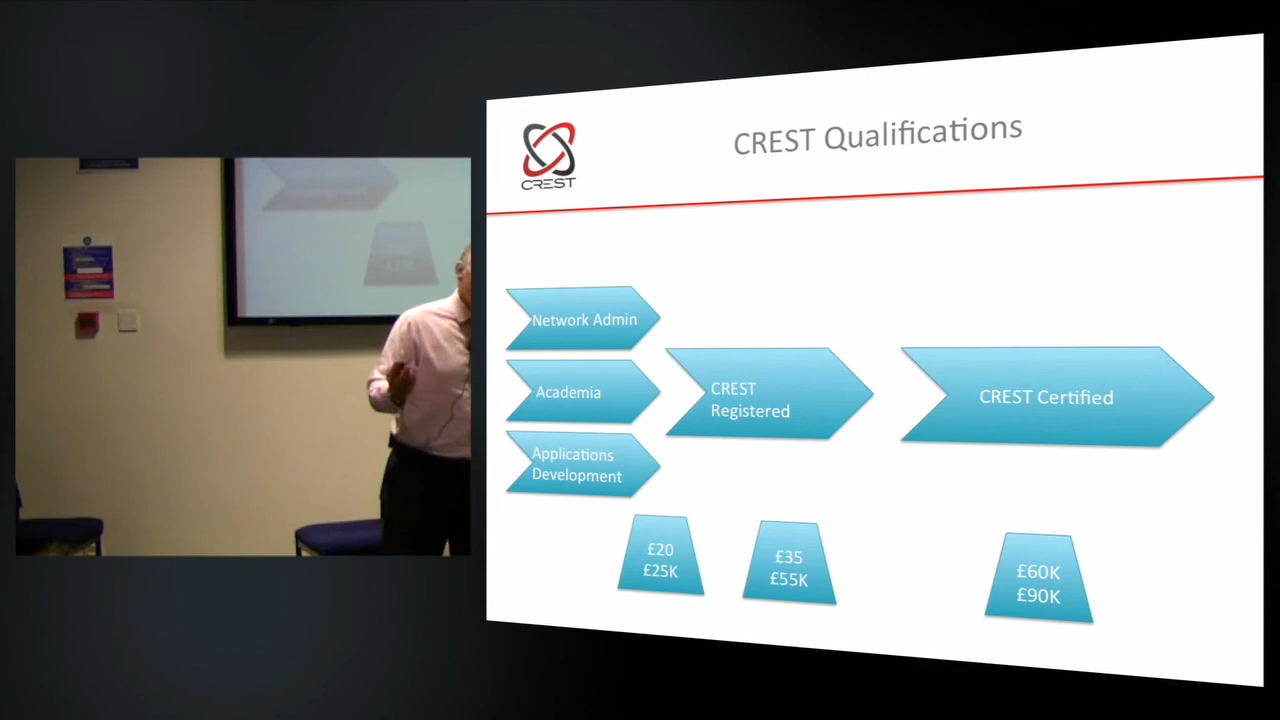 CREST
CREST Qualifications
Network Admin
Academia
Applications
Development
CREST
Registered
CREST Certified
£20
£25K
£35
£55K
£60K
£90K